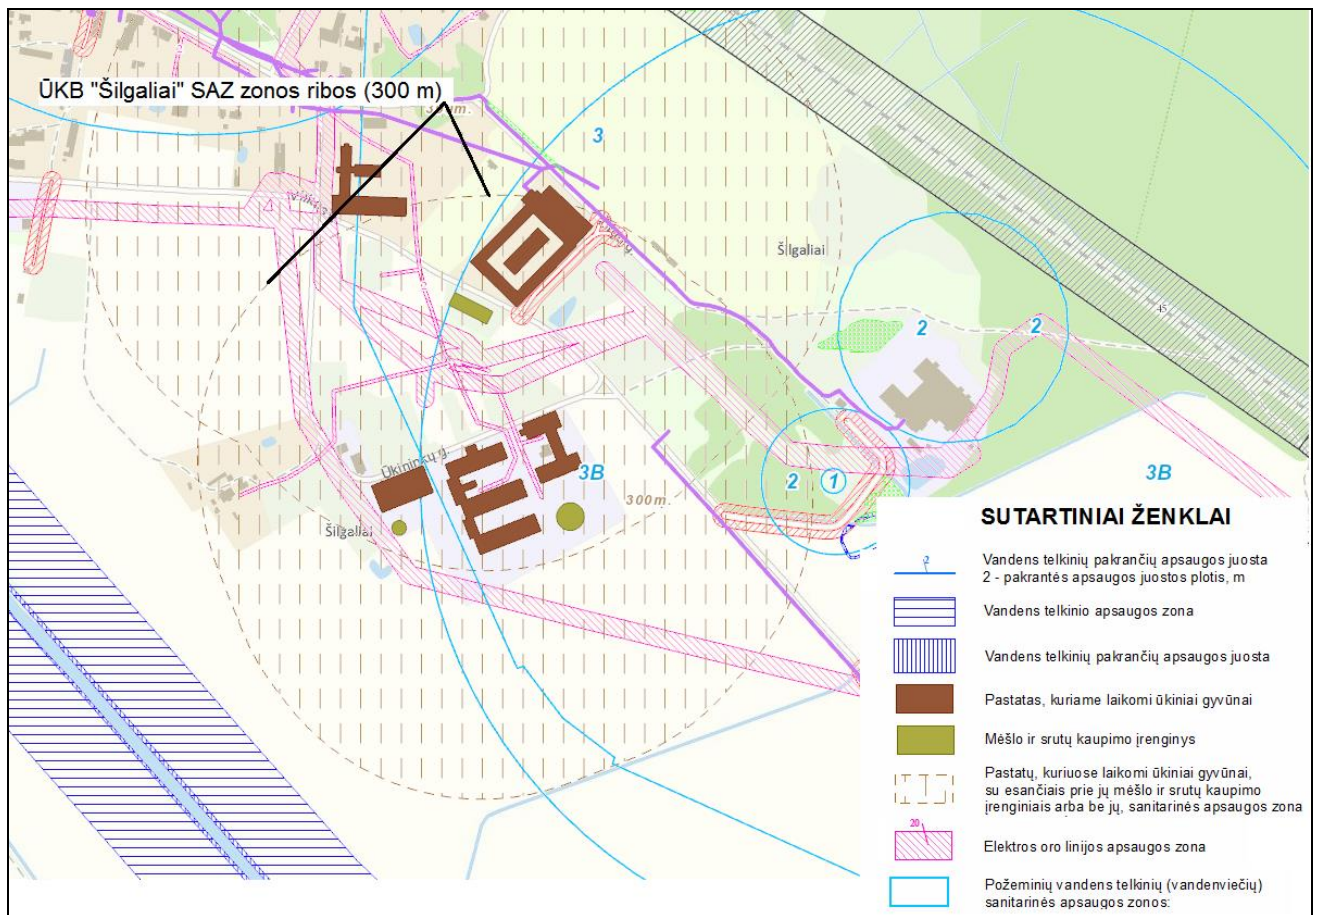 ŪKB "Šilgaliai" SAZ zonos ribos (300 m)
3
Šilgaliai
2
2
45
Ūkininkų g.
3B
300m.
2
1
3B
Šilgaliai
SUTARTINIAI ŽENKLAI
2
Vandens telkinių pakrančių apsaugos juosta
2 - pakrantės apsaugos juostos plotis, m
Vandens telkinio apsaugos zona
Vandens telkinių pakrančių apsaugos juosta
Pastatas, kuriame laikomi ūkiniai gyvūnai
Mėšlo ir srutų kaupimo įrenginys
Pastatų, kuriuose laikomi ūkiniai gyvūnai,
su esančiais prie jų mėšlo ir srutų kaupimo
įrenginiais arba be jų, sanitarinės apsaugos zona
20
Elektros oro linijos apsaugos zona
Požeminių vandens telkinių (vandenviečių)
sanitarinės apsaugos zonos: